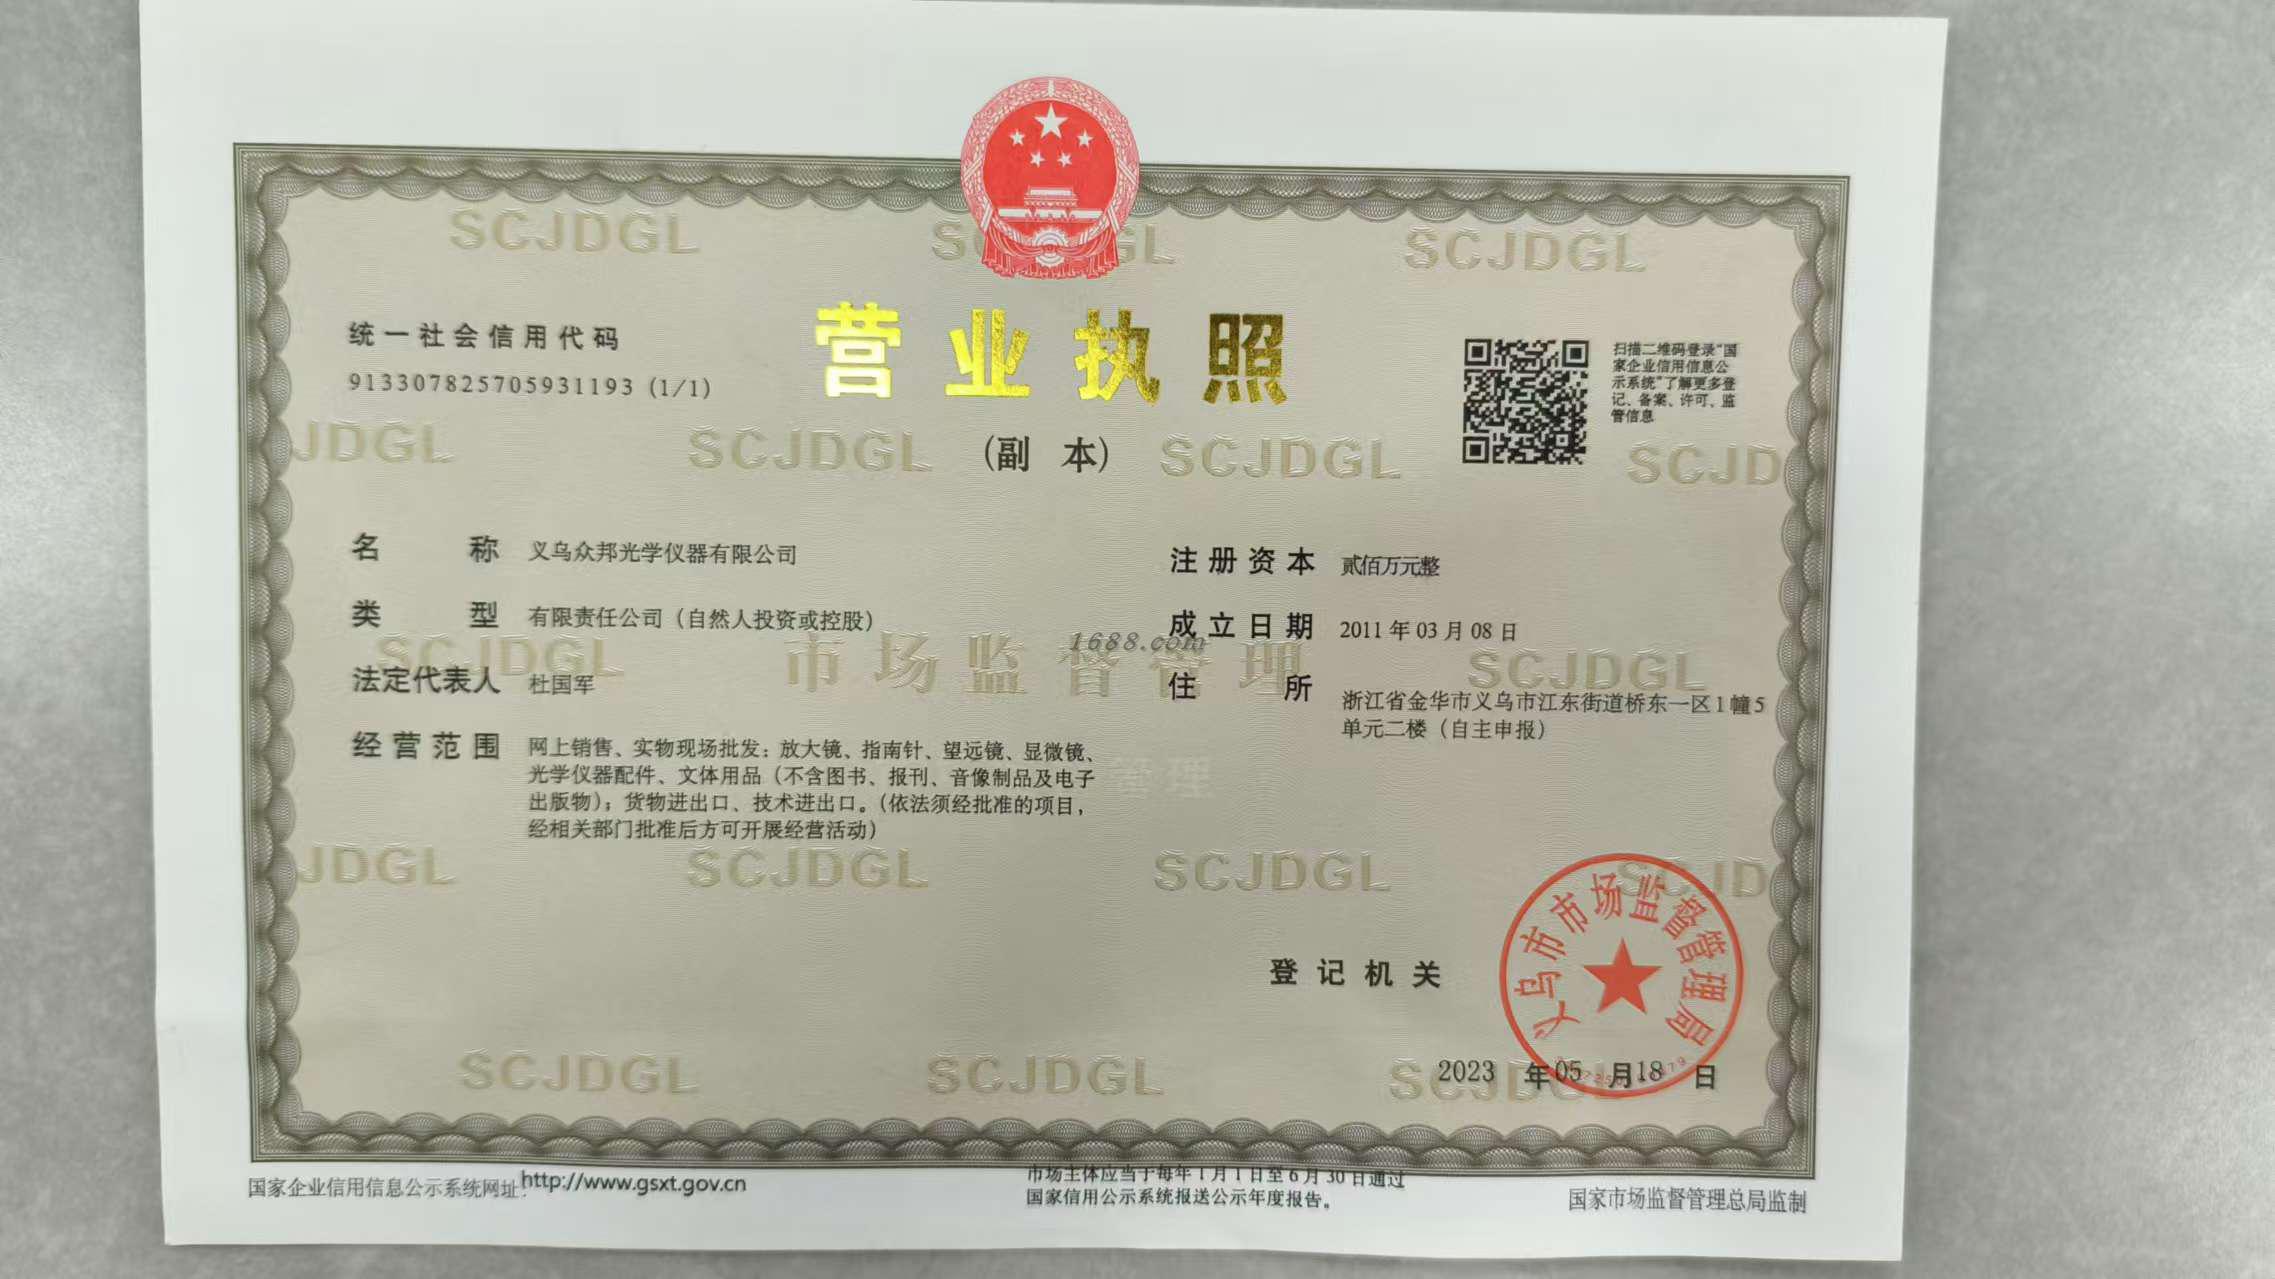 SCJDGL
SCJDGL
统一社会信用代码
913307825705931193 (1/1)
营业执照
(副 本)
扫描二维码登录"国
家企业信用信息公
示系统"了解更多登
记、备案、许可、监
管信息
JDGL
SCJDGL
SCJDGL
SCJD
名 称 义乌众邦光学仪器有限公司
类 型 有限责任公司（自然人投资或控股）
法定代表人 杜国军
经营范围 网上销售、实物现场批发：放大镜、指南针、望远镜、显微镜、
光学仪器配件、文体用品（不含图书、报刊、音像制品及电子
出版物）；货物进出口、技术进出口。（依法须经批准的项目，
经相关部门批准后方可开展经营活动）
注册资本 贰佰万元整
成立日期 2011年03月08日
住 所 浙江省金华市义乌市江东街道桥东一区1幢5
单元二楼（自主申报）
SCJDGL
市场监督管理
1688.com
SCJDGL
管理
JDGL
SCJDGL
SCJDGL
SCJD
登记机关
义乌市市场监督管理局
2023 年05 月18 日
SCJDGL
SCJDGL
SCJDGL
国家企业信用信息公示系统网址：http://www.gsxt.gov.cn
市场主体应当于每年1月1日至6月30日通过
国家信用公示系统报送公示年度报告。
国家市场监督管理总局监制